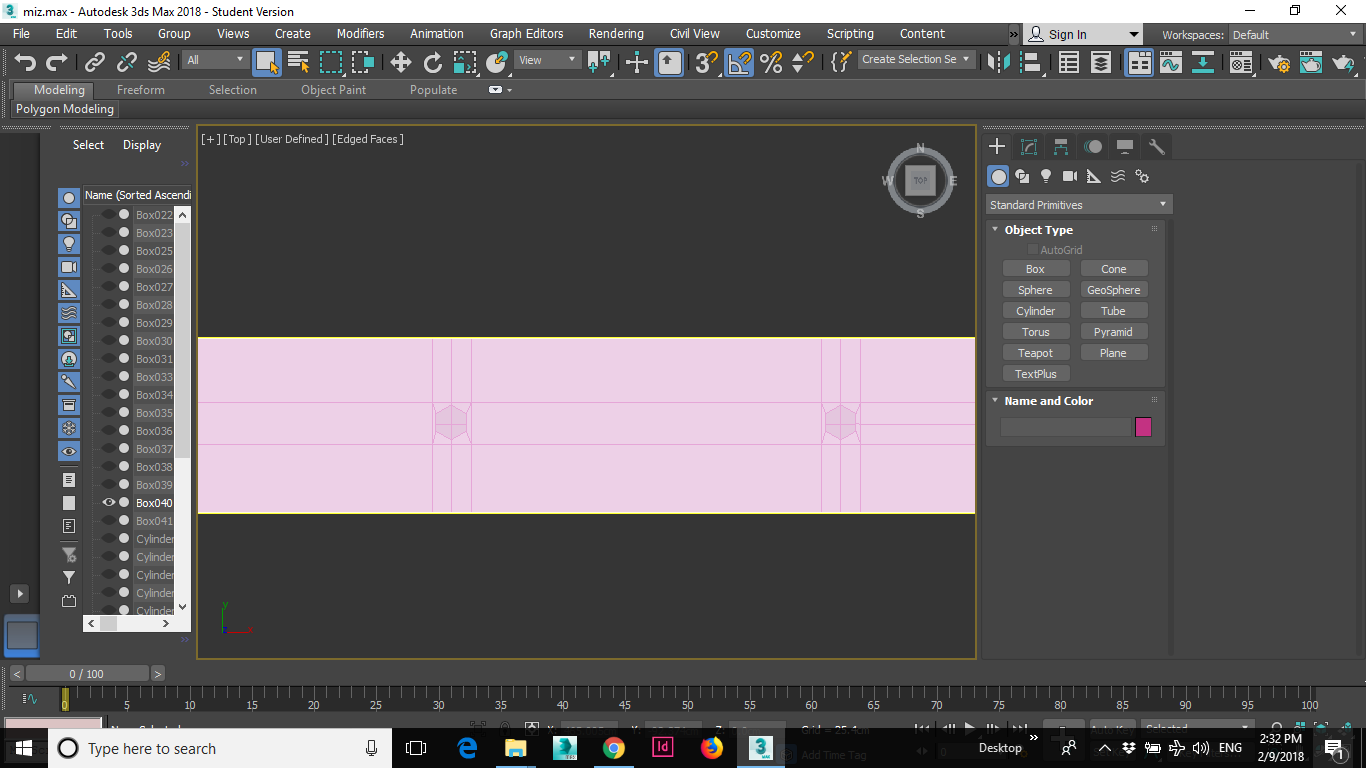 miz.max - Autodesk 3ds Max 2018 - Student Version
File Edit Tools Group Views Create Modifiers Animation Graph Editors Rendering Civil View Customize Scripting Content » Sign In Workspaces: Default
All View 3 Create Selection Se
Modeling Freeform Selection Object Paint Populate
Polygon Modeling
Select Display
Name (Sorted Ascendi
Box022
Box023
Box025
Box026
Box027
Box028
Box029
Box030
Box031
Box033
Box034
Box035
Box036
Box037
Box038
Box039
Box040
Box041
Cylinder
Cylinder
Cylinder
Cylinder
Cylinder
[+] [Top] [User Defined] [Edged Faces]
N
W TOP E
S
y
Standard Primitives
Object Type
AutoGrid
Box Cone
Sphere GeoSphere
Cylinder Tube
Torus Pyramid
Teapot Plane
TextPlus
Name and Color
< 0 / 100 >
0 5 10 15 20 25 30 35 40 45 50 55 60 65 70 75 80 85 90 95 100
X: Y: Z: Grid = 25.4cm Auto Key Selected
Add Time Tag 0
Type here to search
Id
3
Desktop » ENG
2:32 PM
2/9/2018
1